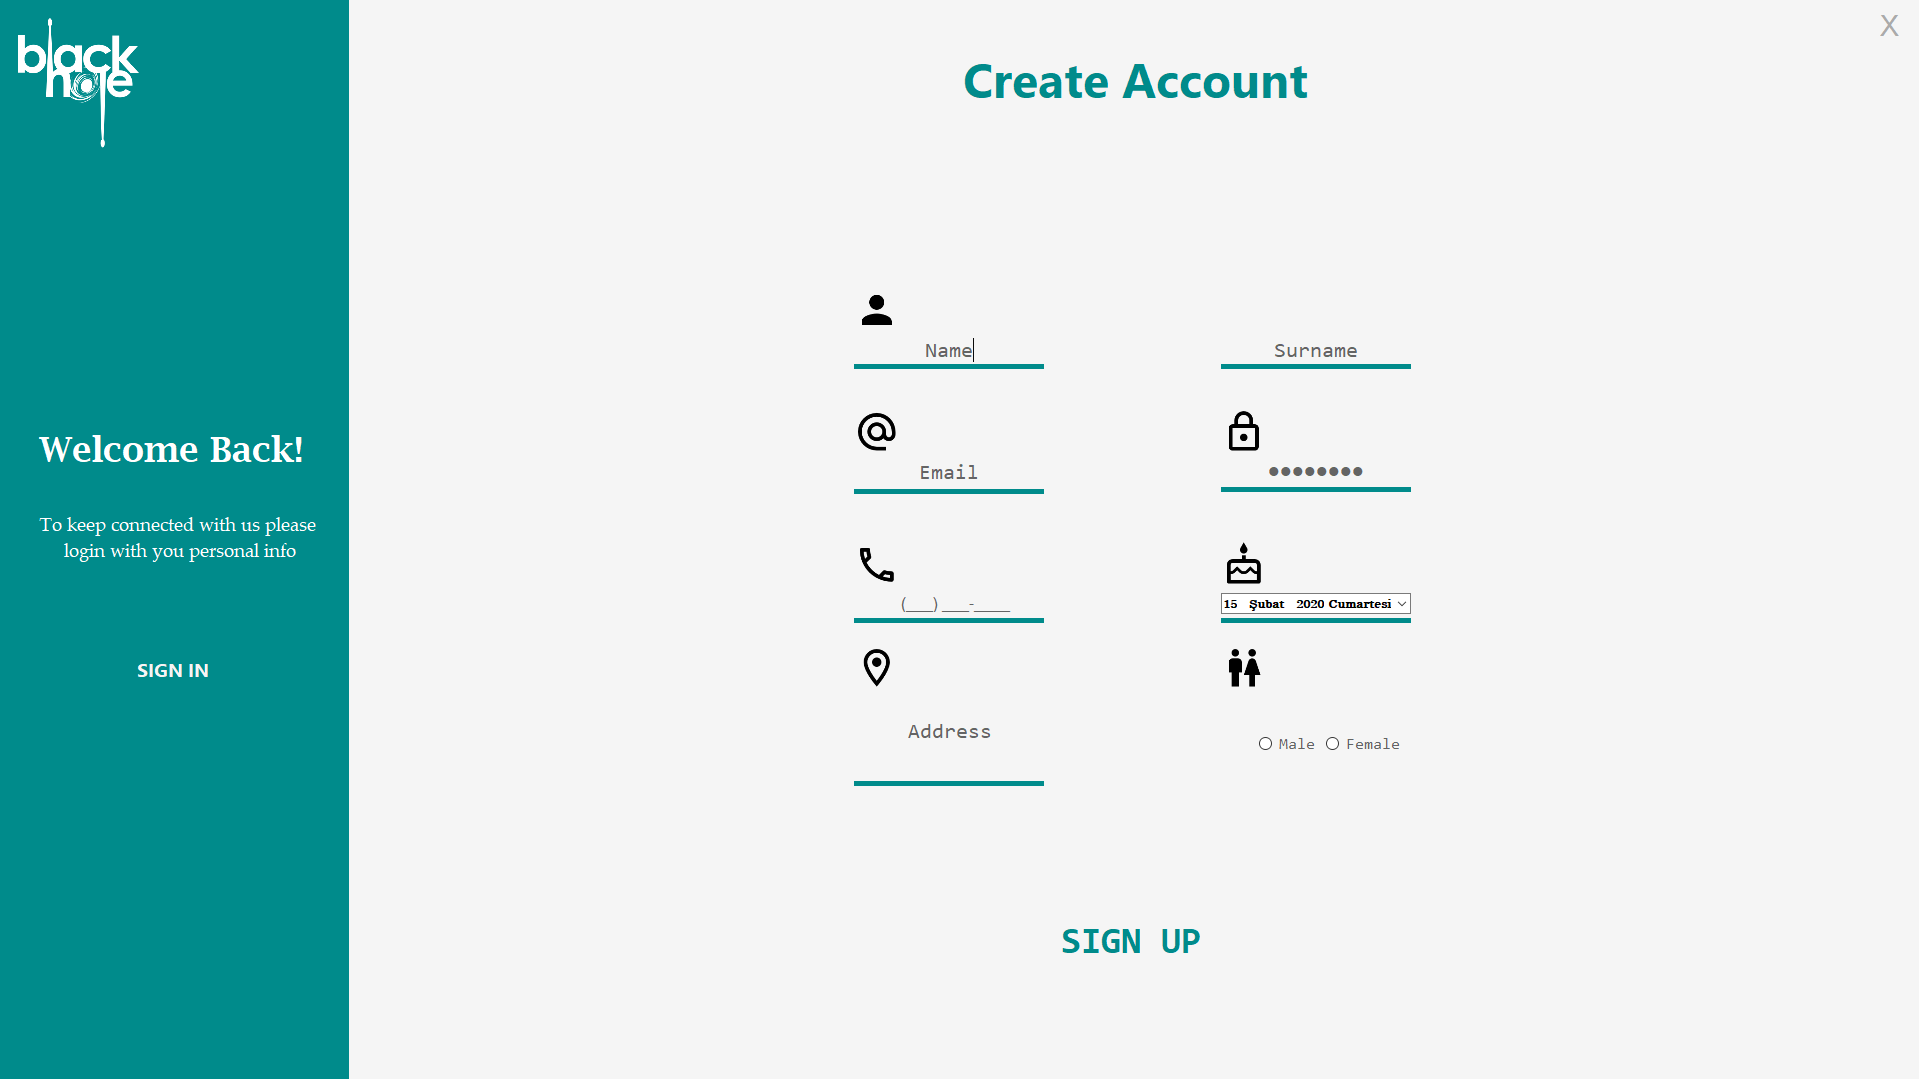 black
hole
X
Create Account
Name
Surname
Email
●●●●●●●●
(___) ___-____
15 Şubat 2020 Cumartesi
Address
Male Female
SIGN UP
Welcome Back!
To keep connected with us please
login with you personal info
SIGN IN